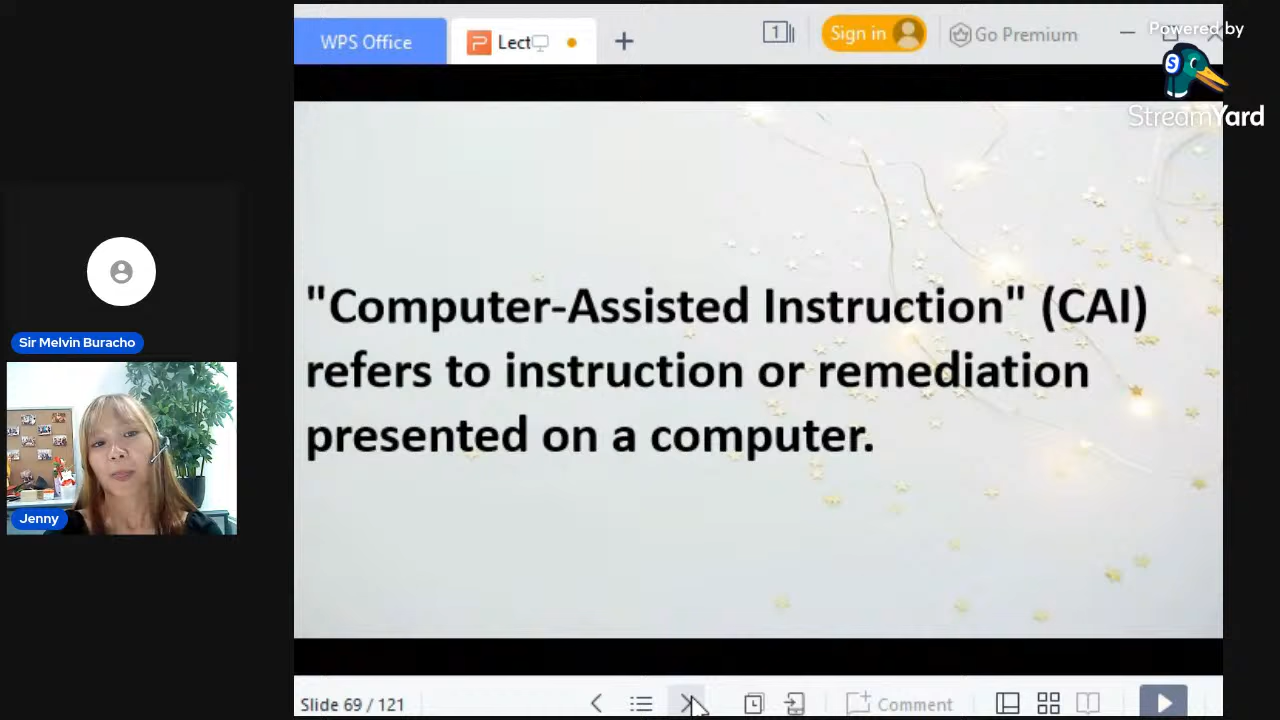 WPS Office
Lect
1
Sign in
Go Premium
Powered by
S
StreamYard
"Computer-Assisted Instruction" (CAI)
refers to instruction or remediation
presented on a computer.
Sir Melvin Buracho
Jenny
Slide 69 / 121
Comment